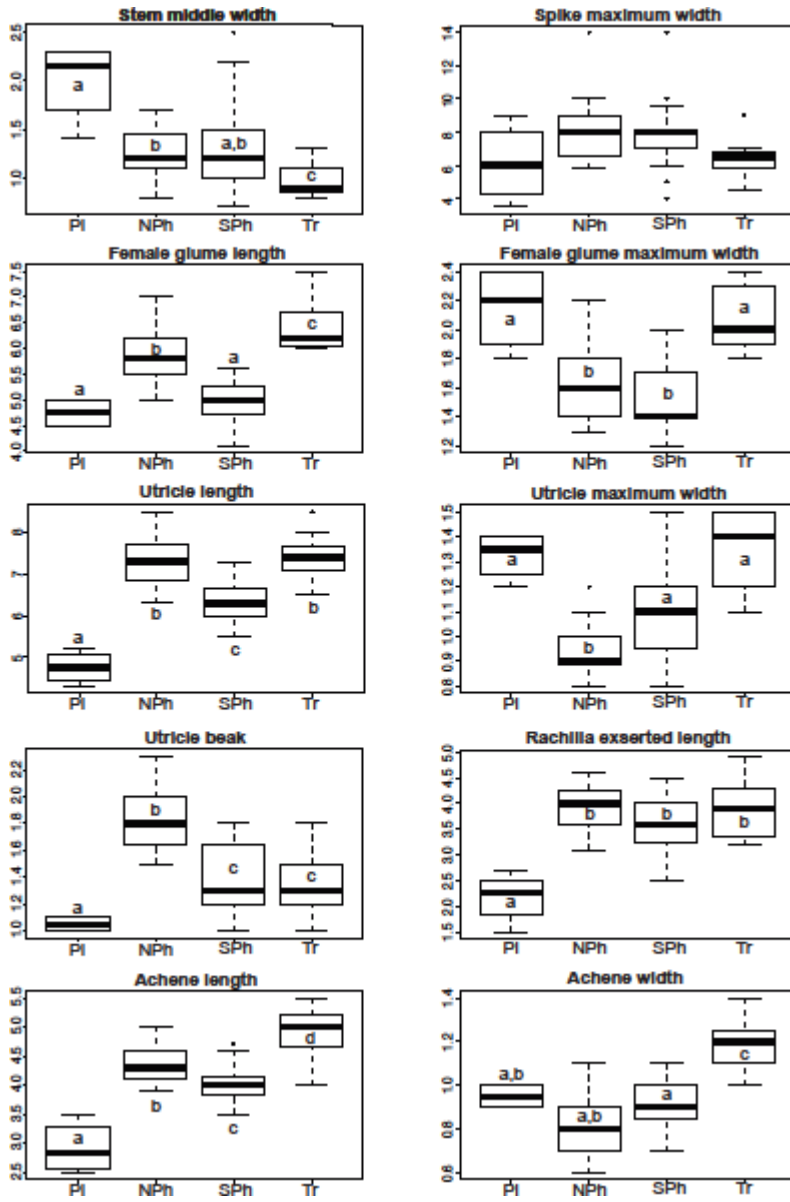 Stem middle width
2.5
2.0
1.5
1.0
a
b
a,b
c
Pl NPh SPh Tr
Spike maximum width
14
12
10
8
6
4
Pl NPh SPh Tr
Female glume length
7.5
7.0
6.5
6.0
5.5
5.0
4.5
4.0
a
b
a
c
Pl NPh SPh Tr
Female glume maximum width
2.4
2.2
2.0
1.8
1.6
1.4
1.2
a
b
b
a
Pl NPh SPh Tr
Utricle length
8
7
6
5
a
b
c
b
Pl NPh SPh Tr
Utricle maximum width
1.5
1.4
1.3
1.2
1.1
1.0
0.9
0.8
a
b
a
a
Pl NPh SPh Tr
Utricle beak
2.2
2.0
1.8
1.6
1.4
1.2
1.0
a
b
c
c
Pl NPh SPh Tr
Rachilla exserted length
5.0
4.5
4.0
3.5
3.0
2.5
2.0
1.5
a
b
b
b
Pl NPh SPh Tr
Achene length
5.5
5.0
4.5
4.0
3.5
3.0
2.5
a
b
c
d
Pl NPh SPh Tr
Achene width
1.4
1.2
1.0
0.8
0.6
a,b
a,b
a
c
Pl NPh SPh Tr